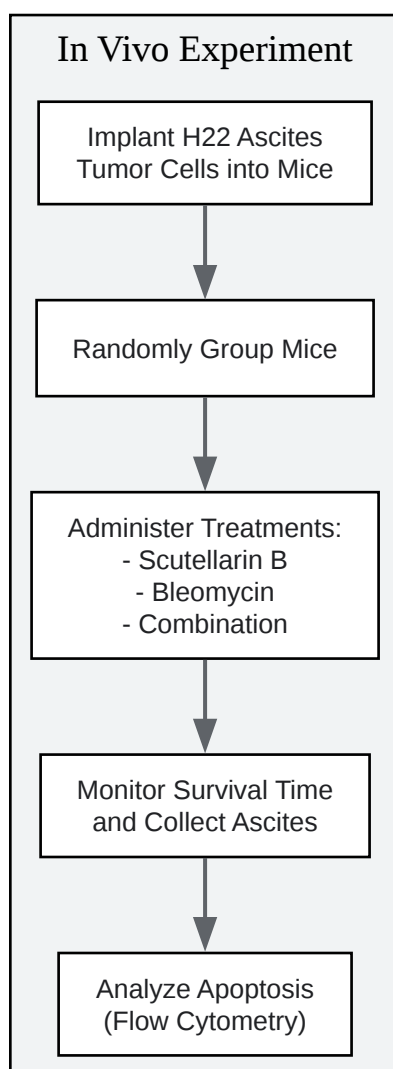 In Vivo Experiment
Implant H22 Ascites
Tumor Cells into Mice
Randomly Group Mice
Administer Treatments:
- Scutellarin B
- Bleomycin
- Combination
Monitor Survival Time
and Collect Ascites
Analyze Apoptosis
(Flow Cytometry)